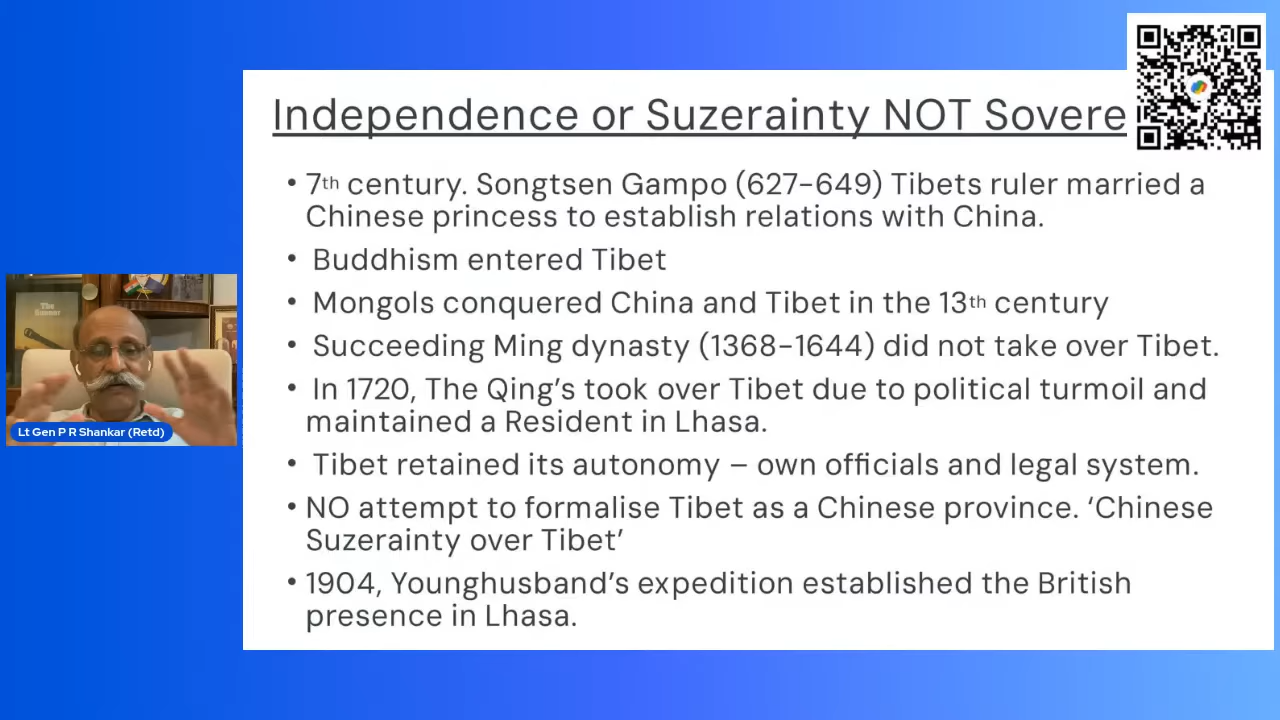 Independence or Suzerainty NOT Sovere
• 7th century. Songtsen Gampo (627-649) Tibets ruler married a
Chinese princess to establish relations with China.
• Buddhism entered Tibet
• Mongols conquered China and Tibet in the 13th century
• Succeeding Ming dynasty (1368-1644) did not take over Tibet.
• In 1720, The Qing's took over Tibet due to political turmoil and
maintained a Resident in Lhasa.
• Tibet retained its autonomy – own officials and legal system.
• NO attempt to formalise Tibet as a Chinese province. ‘Chinese
Suzerainty over Tibet’
• 1904, Younghusband’s expedition established the British
presence in Lhasa.
The
Lt Gen P R Shankar (Retd)